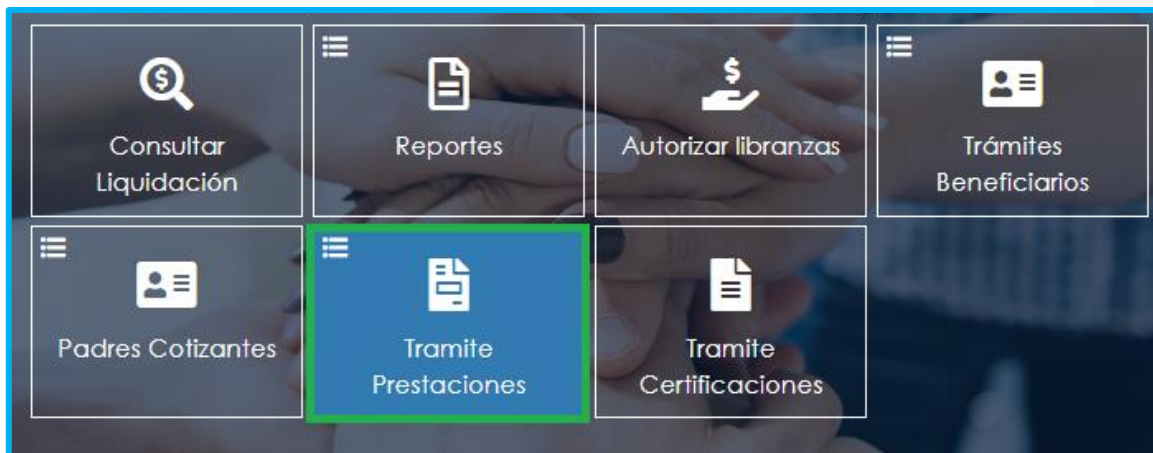 Consultar
Liquidación
Reportes
Autorizar libranzas
Trámites
Beneficiarios
Padres Cotizantes
Tramite
Prestaciones
Tramite
Certificaciones